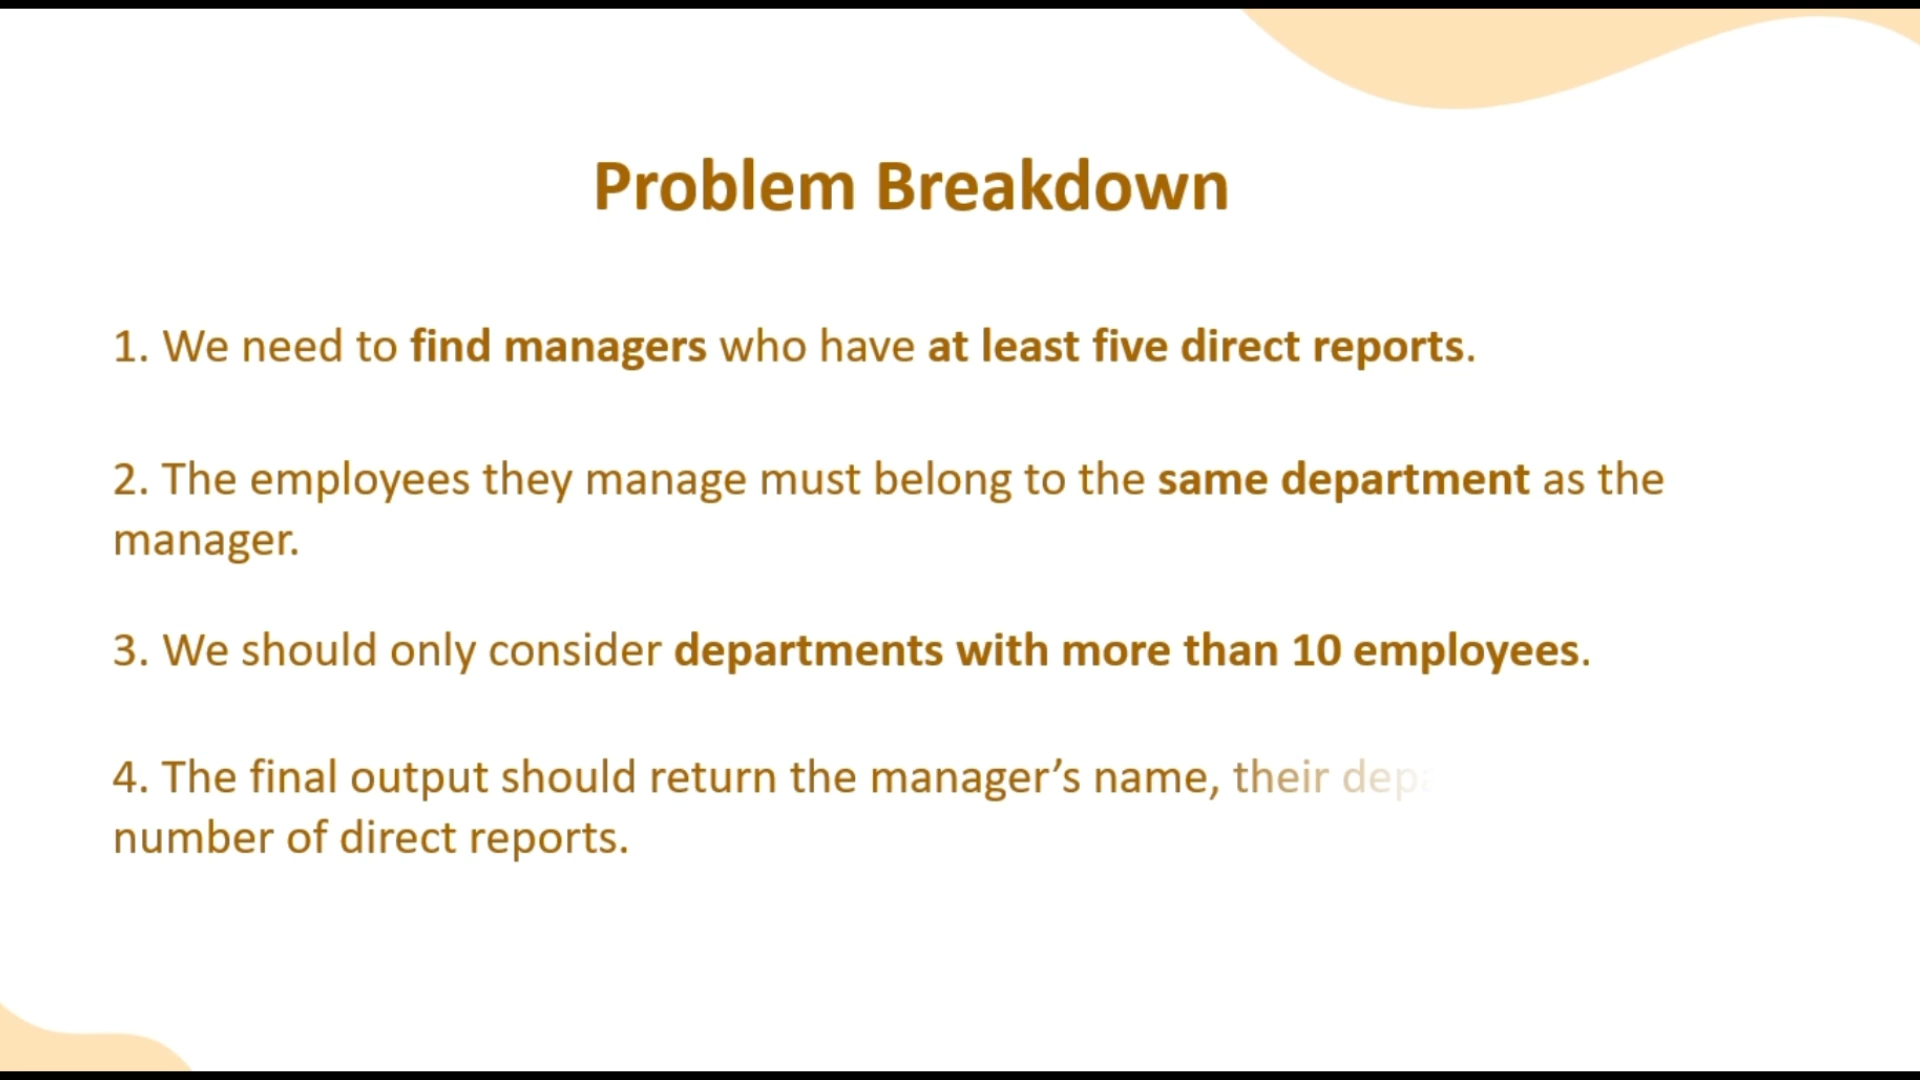 Problem Breakdown
1. We need to find managers who have at least five direct reports.
2. The employees they manage must belong to the same department as the
manager.
3. We should only consider departments with more than 10 employees.
4. The final output should return the manager’s name, their
number of direct reports.